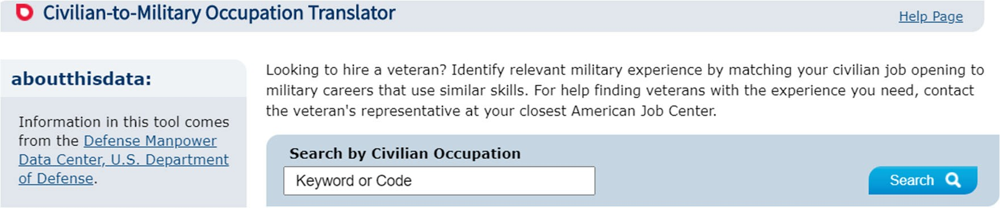 Civilian-to-Military Occupation Translator
Help Page
aboutthisdata:
Information in this tool comes
from the Defense Manpower
Data Center, U.S. Department
of Defense.
Looking to hire a veteran? Identify relevant military experience by matching your civilian job opening to
military careers that use similar skills. For help finding veterans with the experience you need, contact
the veteran's representative at your closest American Job Center.
Search by Civilian Occupation
Keyword or Code
Search